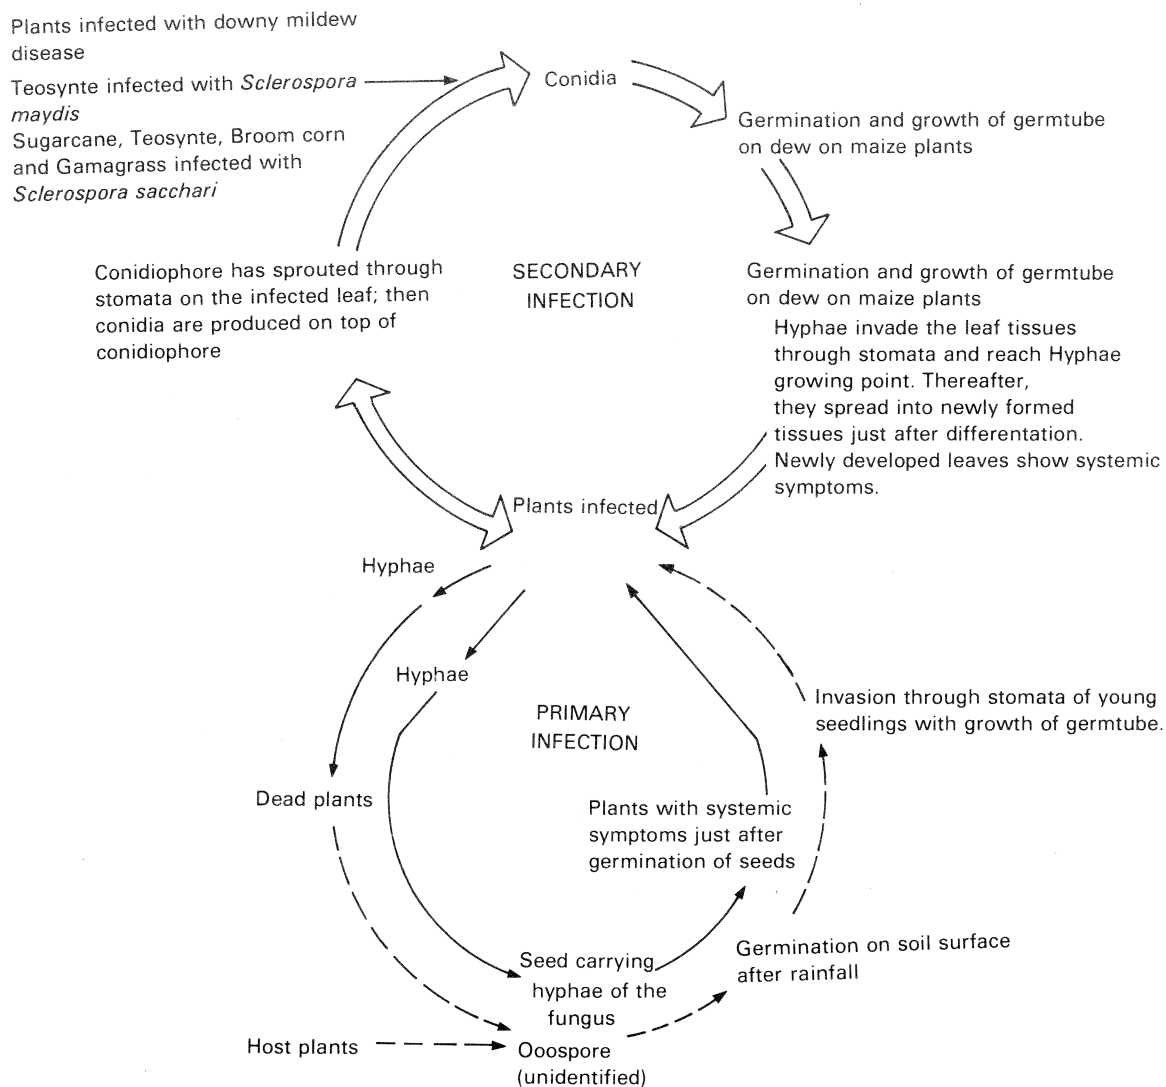 Plants infected with downy mildew
disease
Teosynte infected with Sclerospora
maydis
Sugarcane, Teosynte, Broom corn
and Gamagrass infected with
Sclerospora sacchari
Conidia
Germination and growth of germtube
on dew on maize plants
Conidiophore has sprouted through
stomata on the infected leaf; then
conidia are produced on top of
conidiophore
SECONDARY
INFECTION
Germination and growth of germtube
on dew on maize plants
Hyphae invade the leaf tissues
through stomata and reach Hyphae
growing point. Thereafter,
they spread into newly formed
tissues just after differentation.
Newly developed leaves show systemic
symptoms.
Plants infected
Hyphae
Hyphae
PRIMARY
INFECTION
Invasion through stomata of young
seedlings with growth of germtube.
Dead plants
Plants with systemic
symptoms just after
germination of seeds
Seed carrying
hyphae of the
fungus
Germination on soil surface
after rainfall
Host plants
Ooospore
(unidentified)